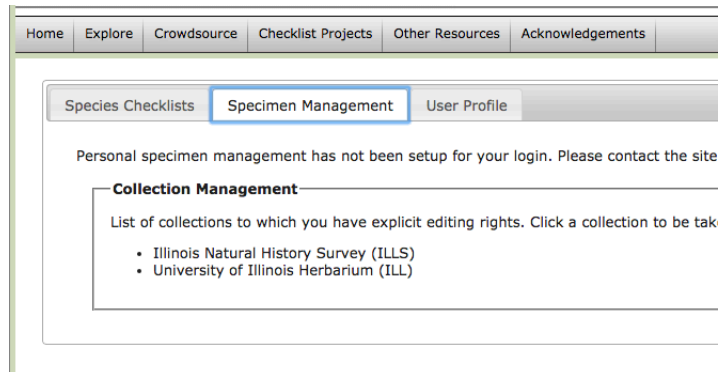 Home Explore Crowdsource Checklist Projects Other Resources Acknowledgements
Species Checklists Specimen Management User Profile
Personal specimen management has not been setup for your login. Please contact the site
Collection Management
List of collections to which you have explicit editing rights. Click a collection to be tak
• Illinois Natural History Survey (ILLS)
• University of Illinois Herbarium (ILL)